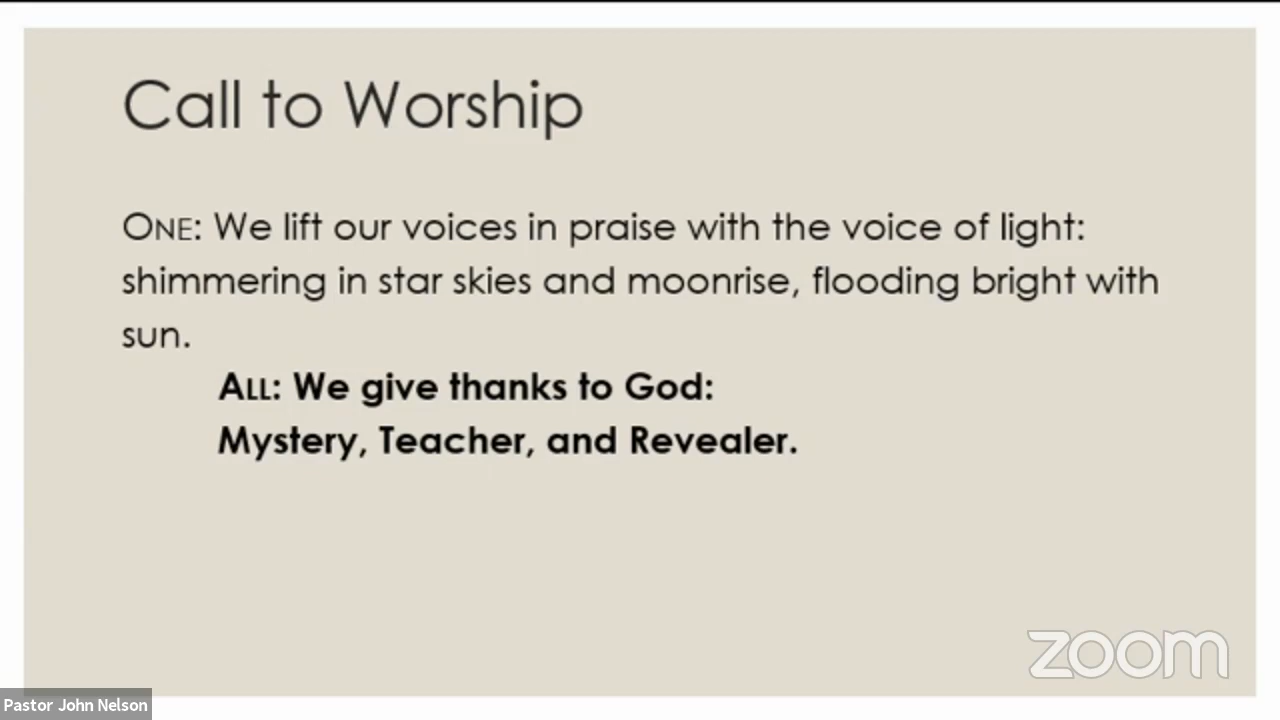 Call to Worship
ONE: We lift our voices in praise with the voice of light:
shimmering in star skies and moonrise, flooding bright with
sun.
ALL: We give thanks to God:
Mystery, Teacher, and Revealer.
zoom
Pastor John Nelson